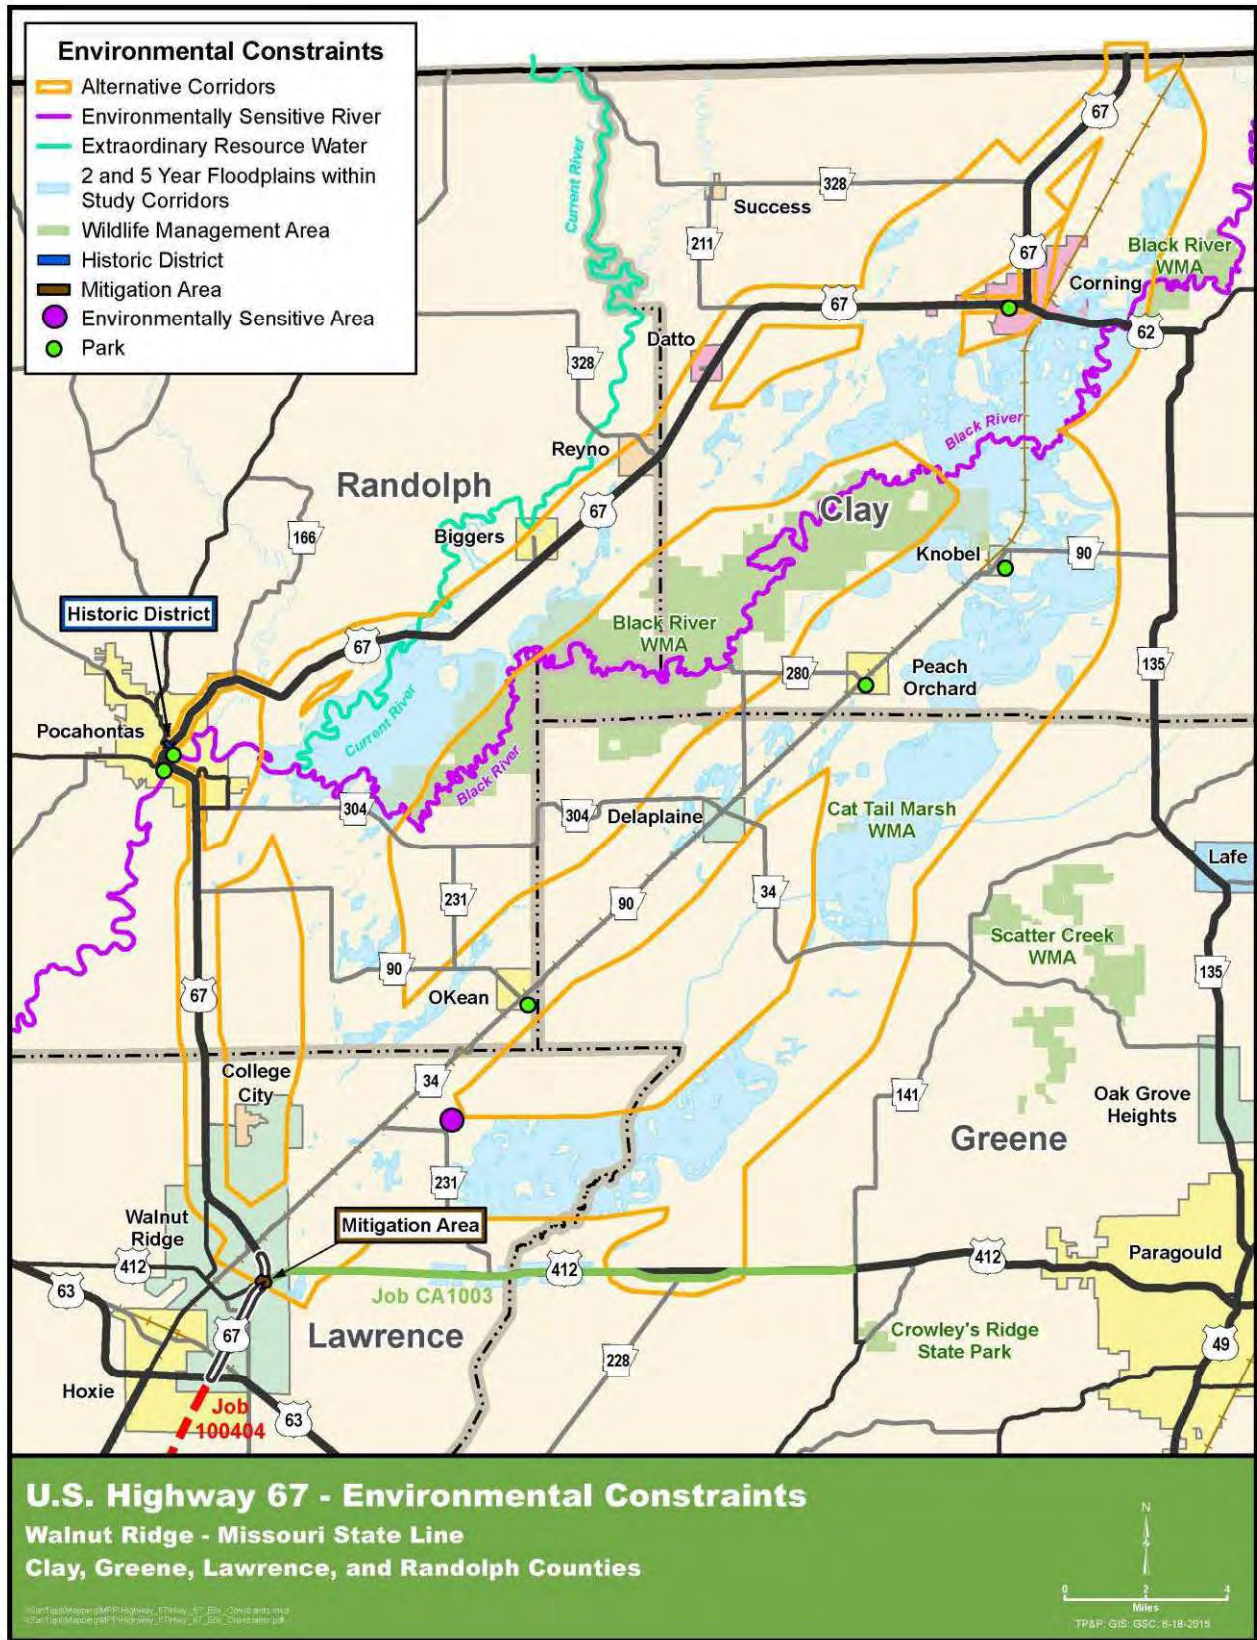 Environmental Constraints
Alternative Corridors
Environmentally Sensitive River
Extraordinary Resource Water
2 and 5 Year Floodplains within
Study Corridors
Wildlife Management Area
Historic District
Mitigation Area
Environmentally Sensitive Area
Park
67
Current River
328
Success
211
67
Black River
WMA
Corning
67
62
Datto
328
Black River
Reyno
Randolph
67
Clay
166
Biggers
Knobel
90
Historic District
Black River
WMA
67
280
Peach
Orchard
135
Pocahontas
Current River
Black River
304
304
Delaplaine
Cat Tail Marsh
WMA
Lafe
231
90
34
Scatter Creek
WMA
90
67
OKean
135
College
City
34
141
Oak Grove
Heights
Greene
231
Walnut
Ridge
Mitigation Area
412
412
412
Paragould
63
Job CA1003
67
Lawrence
Crowley's Ridge
State Park
228
49
Hoxie
Job
100404
63
U.S. Highway 67 - Environmental Constraints
Walnut Ridge - Missouri State Line
Clay, Greene, Lawrence, and Randolph Counties
N
0 2 4
Miles
TP&P: GIS: GSC: 6-18-2015